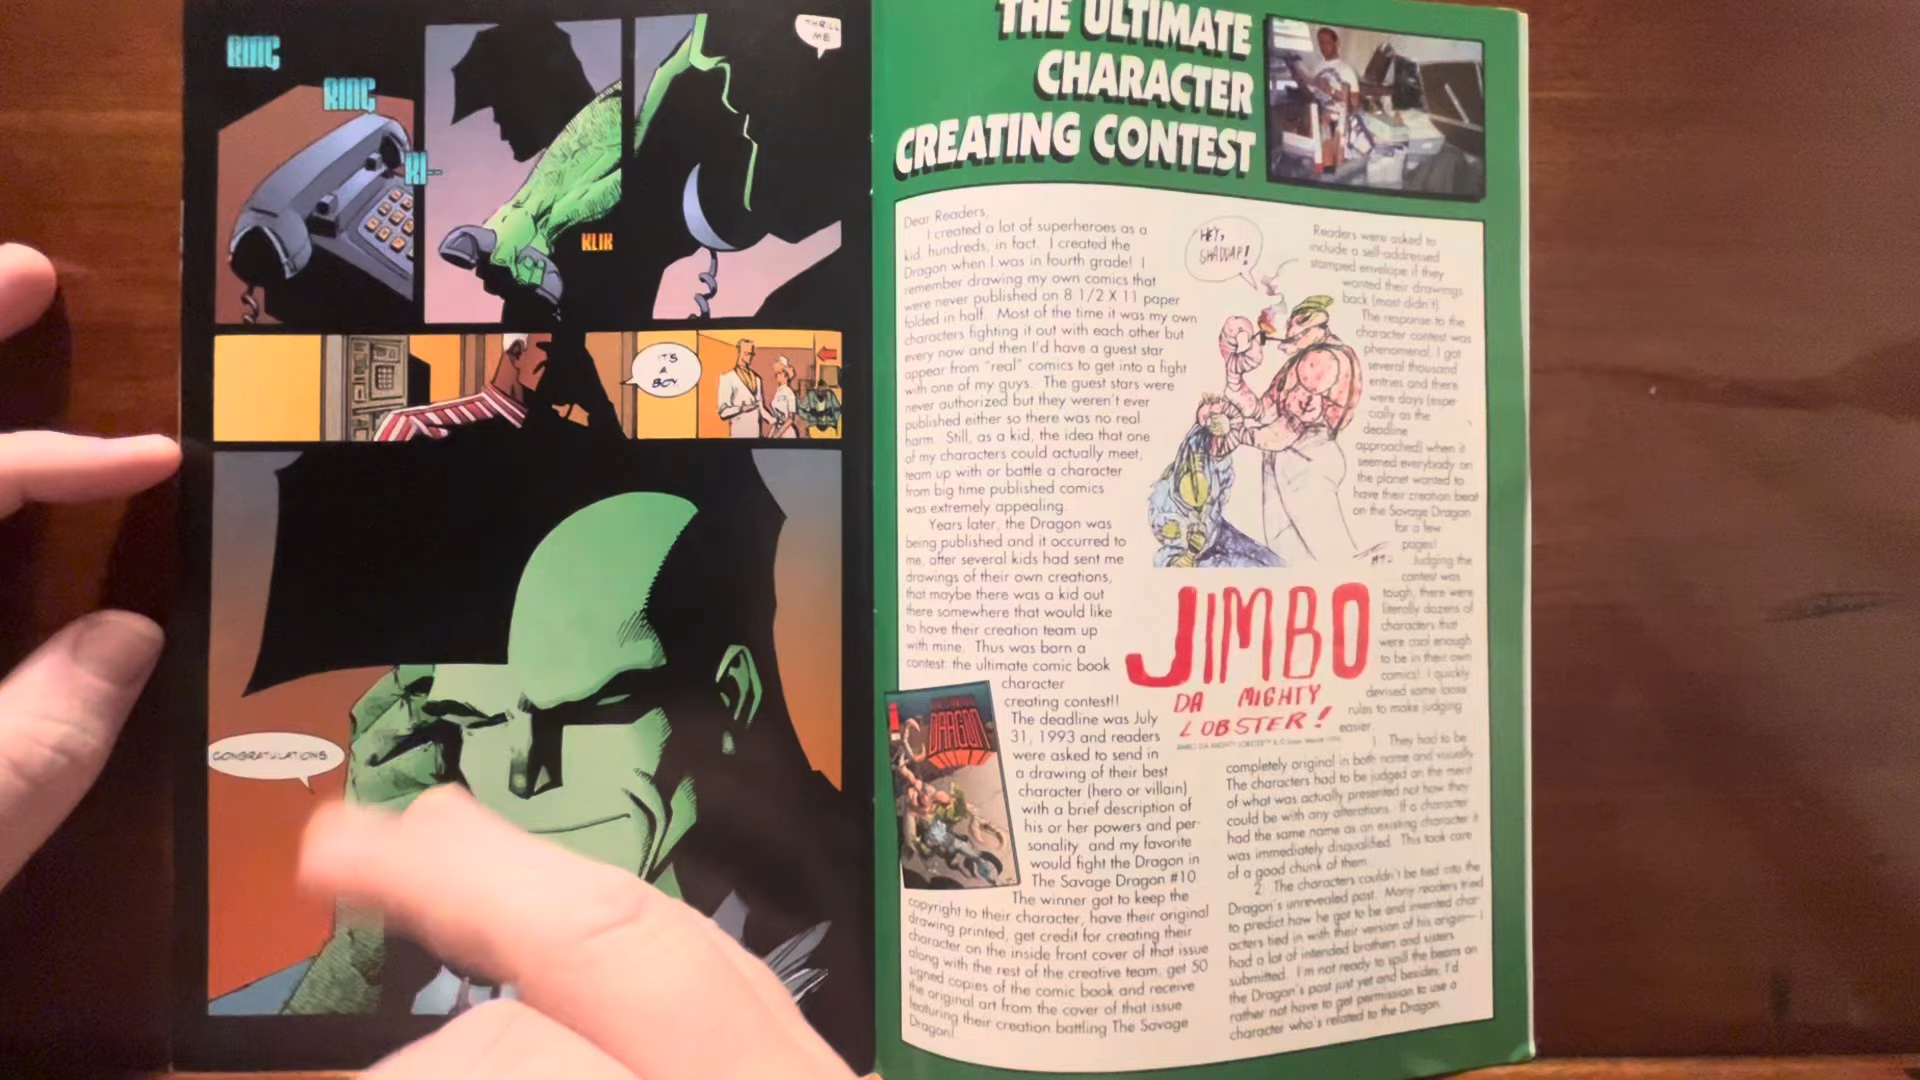 RING
RING
RI--
KLIK
THRILL
ME
IT'S
A
BOY.
CONGRATULATIONS.
THE ULTIMATE
CHARACTER
CREATING CONTEST
Dear Readers,
I created a lot of superheroes as a
kid, hundreds, in fact. I created the
Dragon when I was in fourth grade! I
remember drawing my own comics that
were never published on 8 1/2 X 11 paper
folded in half. Most of the time it was my own
characters fighting it out with each other but
every now and then I'd have a guest star
appear from "real" comics to get into a fight
with one of my guys. The guest stars were
never authorized but they weren't ever
published either so there was no real
harm. Still, as a kid, the idea that one
of my characters could actually meet,
team up with or battle a character
from big time published comics
was extremely appealing.
Years later, the Dragon was
being published and it occurred to
me, after several kids had sent me
drawings of their own creations,
that maybe there was a kid out
there somewhere that would like
to have their creation team up
with mine. Thus was born a
contest: the ultimate comic book
character
creating contest!!
The deadline was July
31, 1993 and readers
were asked to send in
a drawing of their best
character (hero or villain)
with a brief description of
his or her powers and per-
sonality and my favorite
would fight the Dragon in
The Savage Dragon #10
The winner got to keep the
copyright to their character, have their original
drawing printed, get credit for creating their
character on the inside front cover of that issue
along with the rest of the creative team, get 50
signed copies of the comic book and receive
the original art from the cover of that issue
featuring their creation battling The Savage
Dragon!
DRAGON
HEY,
SHADDAP!
JIMBO
DA MIGHTY
LOBSTER!
Readers were asked to
include a self-addressed
stamped envelope if they
wanted their drawings
back (most didn't).
The response to the
character contest was
phenomenal, I got
several thousand
entries and there
were days (espe-
cially as the
deadline
approached) when it
seemed everybody on
the planet wanted to
have their creation beat
on the Savage Dragon
for a few
pages!
Judging the
contest was
tough, there were
literally dozens of
characters that
were cool enough
to be in their own
comics! I quickly
devised some loose
rules to make judging
easier.
1. They had to be
completely original in both name and visually.
The characters had to be judged on the merit
of what was actually presented not how they
could be with any alterations. If a character
had the same name as an existing character it
was immediately disqualified. This took care
of a good chunk of them.
2. The characters couldn't be tied into the
Dragon's unrevealed past. Many readers tried
to predict how he got to be and invented char-
acters tied in with their version of his origin-- I
had a lot of intended brothers and sisters
submitted. I'm not ready to spill the beans on
the Dragon's past just yet and besides, I'd
rather not have to get permission to use a
character who's related to the Dragon.